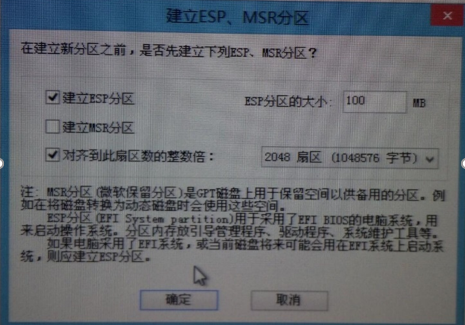 建立ESP、MSR分区
在建立新分区之前，是否先建立下列ESP、MSR分区？
建立ESP分区
ESP分区的大小: 100 MB
建立MSR分区
对齐到此扇区数的整数倍： 2048 扇区 (1048576 字节)
注: MSR分区(微软保留分区)是GPT磁盘上用于保留空间以供备用的分区。例
如在将磁盘转换为动态磁盘时会使用这些空间。
ESP分区(EFI System partition)用于采用了EFI BIOS的电脑系统，用
来启动操作系统。分区内存放引导管理程序、驱动程序、系统维护工具等。
如果电脑采用了EFI系统，或当前磁盘将来可能会用在EFI系统上启动系
统，则应建立ESP分区。
确定 取消